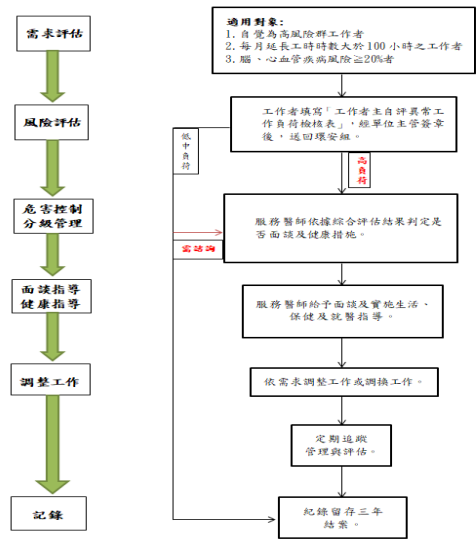 需求評估
適用對象:
1. 自覺為高風險群工作者
2. 每月延長工時時數大於100小時之工作者
3. 腦、心血管疾病風險≧20%者
風險評估
工作者填寫「工作者主自評異常工
作負荷檢核表」，經單位主管簽章
後，送回環安組。
低
中
負
荷
高
負
荷
危害控制
分級管理
服務醫師依據綜合評估結果判定是
否面談及健康措施。
需諮詢
面談指導
健康指導
服務醫師給予面談及實施生活、
保健及就醫指導。
調整工作
依需求調整工作或調換工作。
定期追蹤
管理與評估。
記錄
紀錄留存三年
結案。